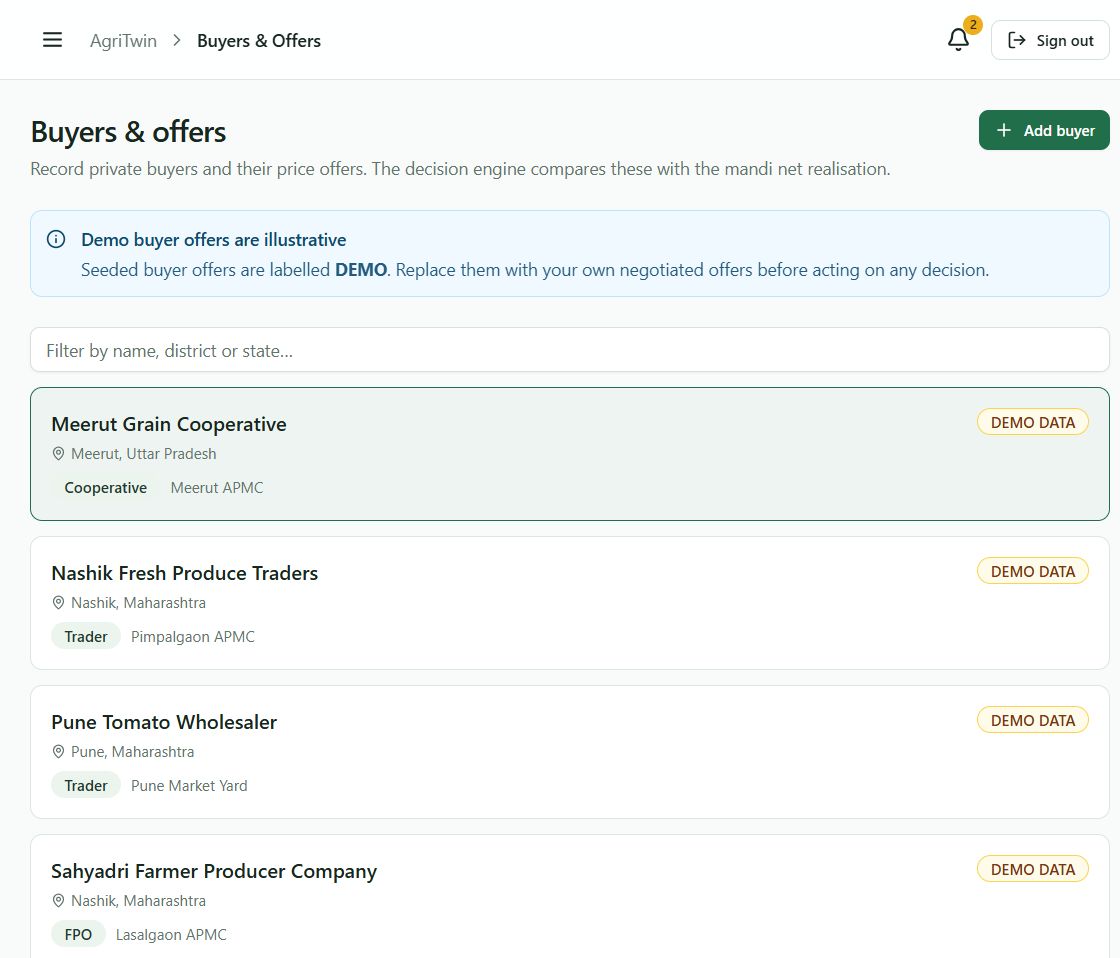 AgriTwin > Buyers & Offers
2
Sign out
Buyers & offers
Add buyer
Record private buyers and their price offers. The decision engine compares these with the mandi net realisation.
Demo buyer offers are illustrative
Seeded buyer offers are labelled DEMO. Replace them with your own negotiated offers before acting on any decision.
Filter by name, district or state...
Meerut Grain Cooperative
DEMO DATA
Meerut, Uttar Pradesh
Cooperative Meerut APMC
Nashik Fresh Produce Traders
DEMO DATA
Nashik, Maharashtra
Trader Pimpalgaon APMC
Pune Tomato Wholesaler
DEMO DATA
Pune, Maharashtra
Trader Pune Market Yard
Sahyadri Farmer Producer Company
DEMO DATA
Nashik, Maharashtra
FPO Lasalgaon APMC